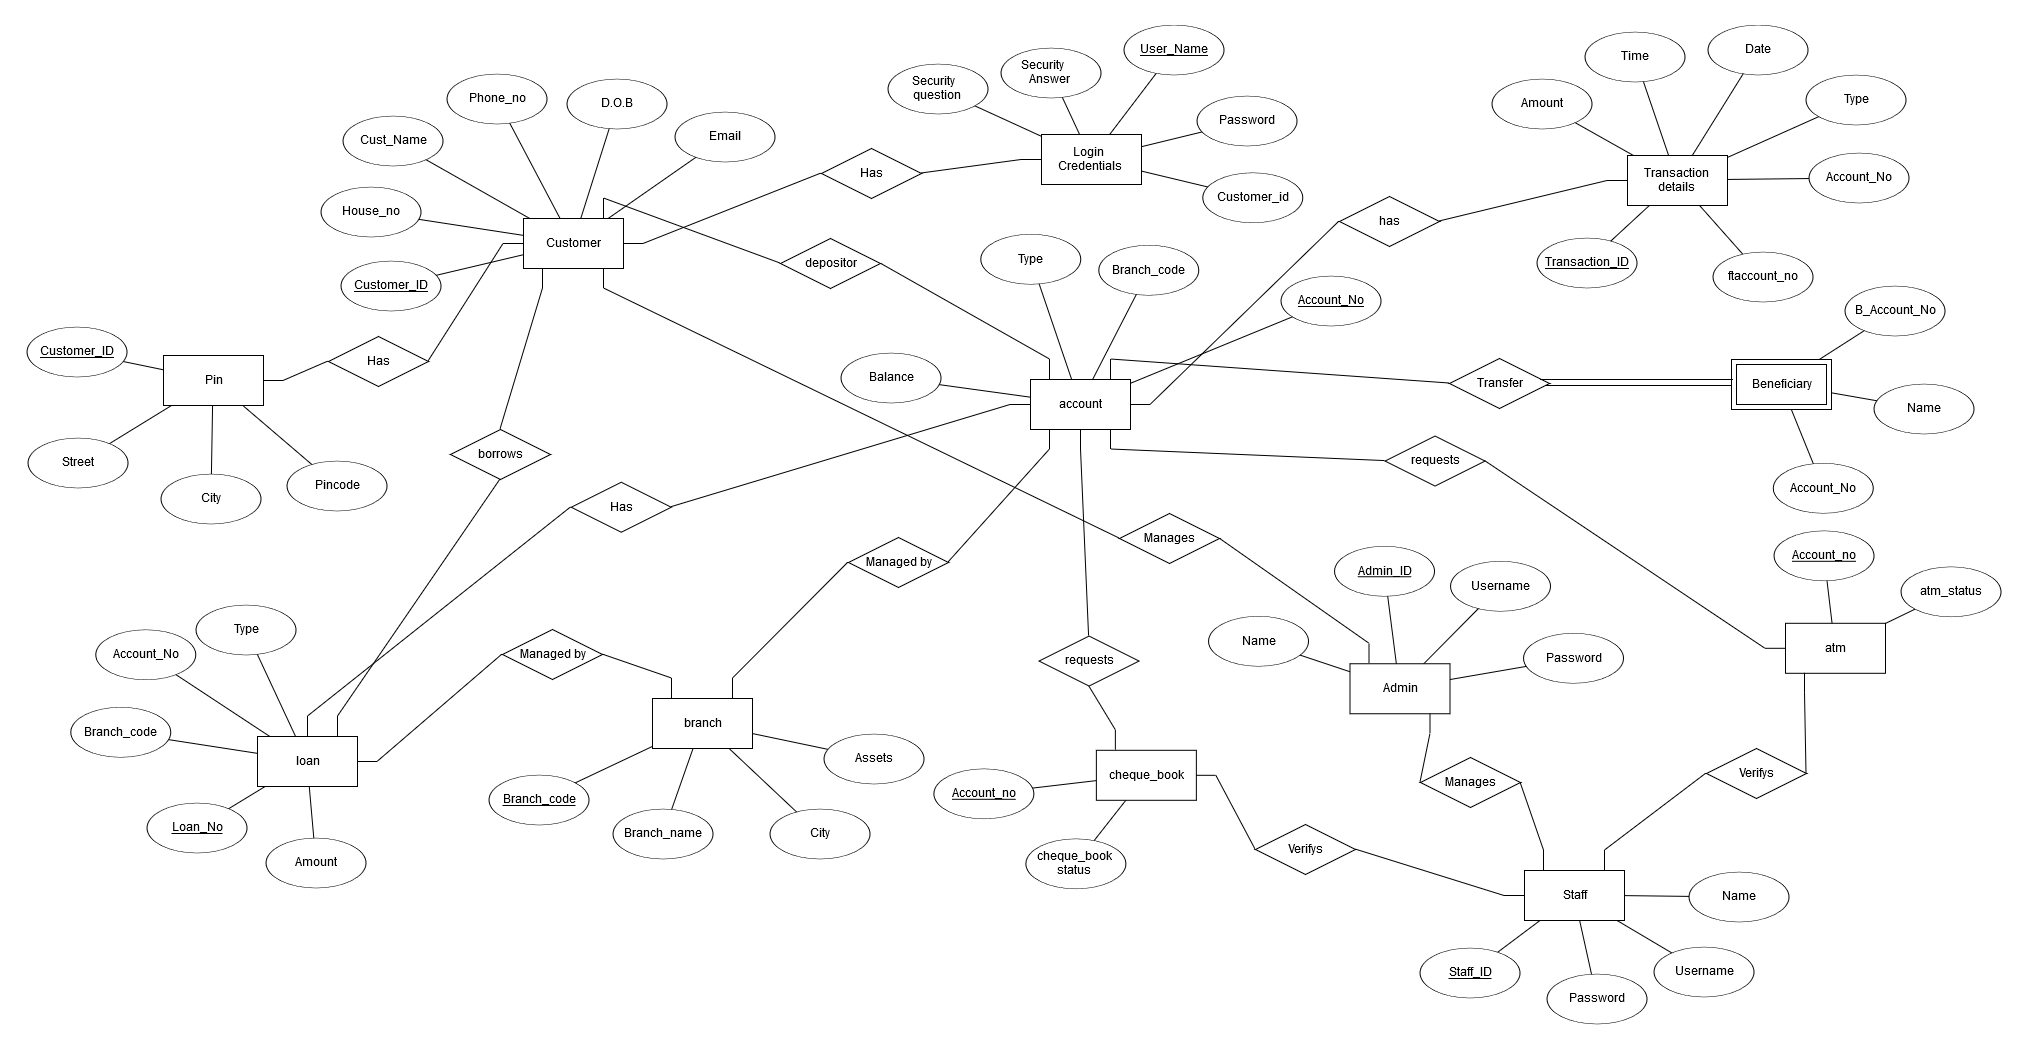 User_Name
Time
Date
Security
question
Security
Answer
Phone_no
D.O.B
Amount
Type
Cust_Name
Email
Password
Login
Credentials
Has
Transaction
details
Account_No
House_no
Customer_id
has
Customer
depositor
Type
Branch_code
Transaction_ID
ftaccount_no
Customer_ID
Account_No
B_Account_No
Customer_ID
Has
Pin
Balance
account
Transfer
Beneficiary
Name
Street
City
Pincode
borrows
requests
Account_No
Has
Manages
Managed by
Account_no
Admin_ID
Username
atm_status
Type
Account_No
Managed by
requests
Name
Password
atm
Admin
Branch_code
branch
loan
Assets
cheque_book
Manages
Verifys
Branch_code
Account_no
Loan_No
Branch_name
City
Amount
cheque_book
status
Verifys
Staff
Name
Staff_ID
Username
Password